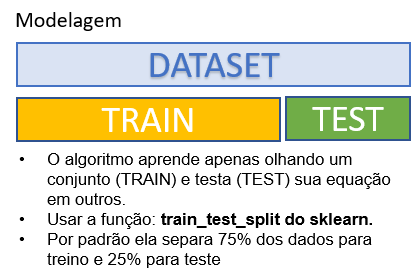 Modelagem
DATASET
TRAIN
TEST
• O algoritmo aprende apenas olhando um
conjunto (TRAIN) e testa (TEST) sua equação
em outros.
• Usar a função: train_test_split do sklearn.
• Por padrão ela separa 75% dos dados para
treino e 25% para teste